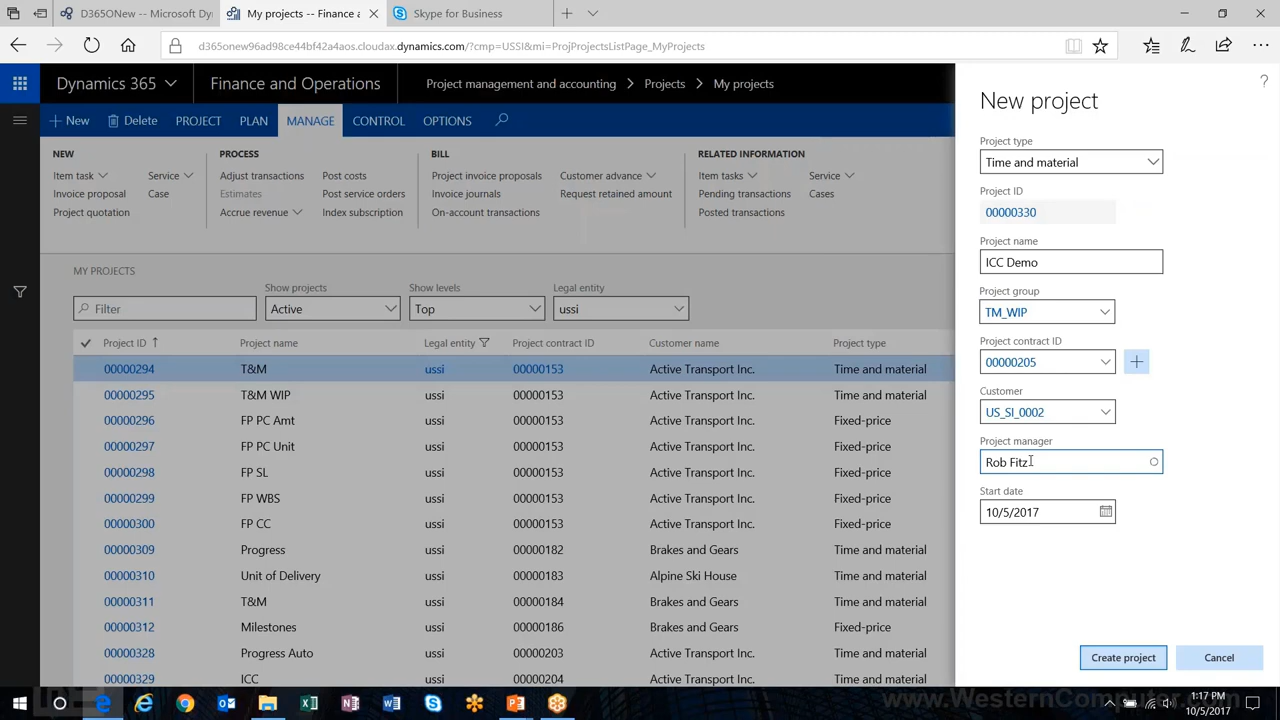 D365ONew -- Microsoft Dy
My projects -- Finance a
Skype for Business
d365onew96ad98ce44bf42a4aos.cloudax.dynamics.com/?cmp=USSI&mi=ProjProjectsListPage_MyProjects
Dynamics 365
Finance and Operations
Project management and accounting > Projects > My projects
New Delete PROJECT PLAN MANAGE CONTROL OPTIONS
NEW PROCESS BILL RELATED INFORMATION
Item task Service Adjust transactions Post costs Project invoice proposals Customer advance Item tasks Service
Invoice proposal Case Estimates Post service orders Invoice journals Request retained amount Pending transactions Cases
Project quotation Accrue revenue Index subscription On-account transactions Posted transactions
MY PROJECTS
Show projects Show levels Legal entity
Filter Active Top ussi
Project ID Project name Legal entity Project contract ID Customer name Project type
00000294 T&M ussi 00000153 Active Transport Inc. Time and material
00000295 T&M WIP ussi 00000153 Active Transport Inc. Time and material
00000296 FP PC Amt ussi 00000153 Active Transport Inc. Fixed-price
00000297 FP PC Unit ussi 00000153 Active Transport Inc. Fixed-price
00000298 FP SL ussi 00000153 Active Transport Inc. Fixed-price
00000299 FP WBS ussi 00000153 Active Transport Inc. Fixed-price
00000300 FP CC ussi 00000153 Active Transport Inc. Fixed-price
00000309 Progress ussi 00000182 Brakes and Gears Time and material
00000310 Unit of Delivery ussi 00000183 Alpine Ski House Time and material
00000311 T&M ussi 00000184 Brakes and Gears Time and material
00000312 Milestones ussi 00000186 Brakes and Gears Fixed-price
00000328 Progress Auto ussi 00000203 Active Transport Inc. Time and material
00000329 ICC ussi 00000204 Active Transport Inc. Time and material
?
New project
Project type
Time and material
Project ID
00000330
Project name
ICC Demo
Project group
TM_WIP
Project contract ID
00000205
Customer
US_SI_0002
Project manager
Rob Fitz
Start date
10/5/2017
Create project Cancel
www.WesternComputer.com
1:17 PM
10/5/2017